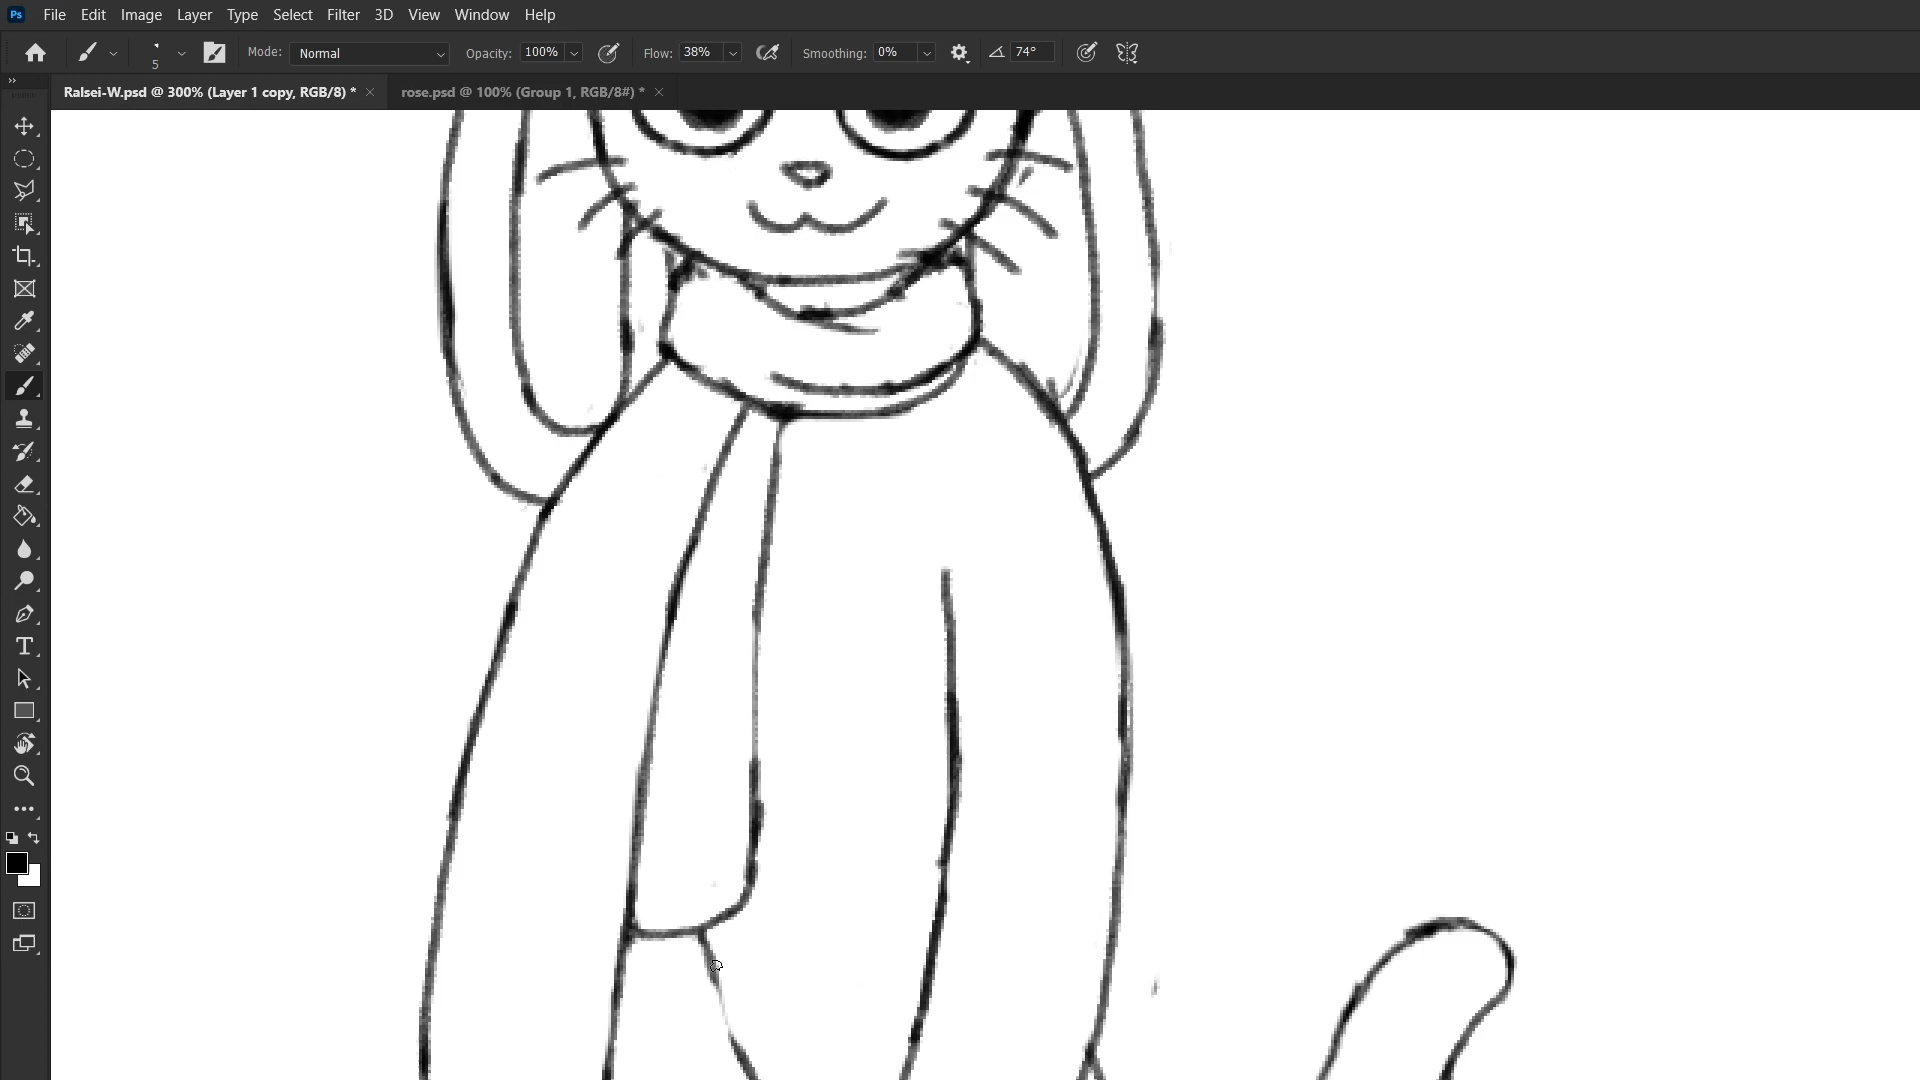 Ps File Edit Image Layer Type Select Filter 3D View Window Help
5 Mode: Normal Opacity: 100% Flow: 38% Smoothing: 0% 74°
Ralsei-W.psd @ 300% (Layer 1 copy, RGB/8) * × rose.psd @ 100% (Group 1, RGB/8#) * ×
T